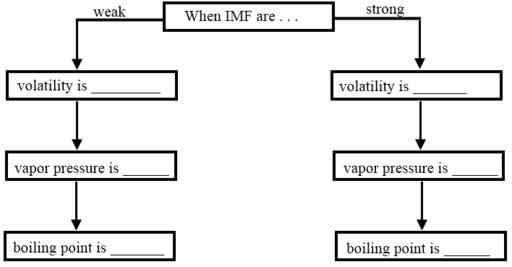 weak
When IMF are . . .
strong
volatility is _________
volatility is _______
vapor pressure is ______
vapor pressure is ______
boiling point is _______
boiling point is ______